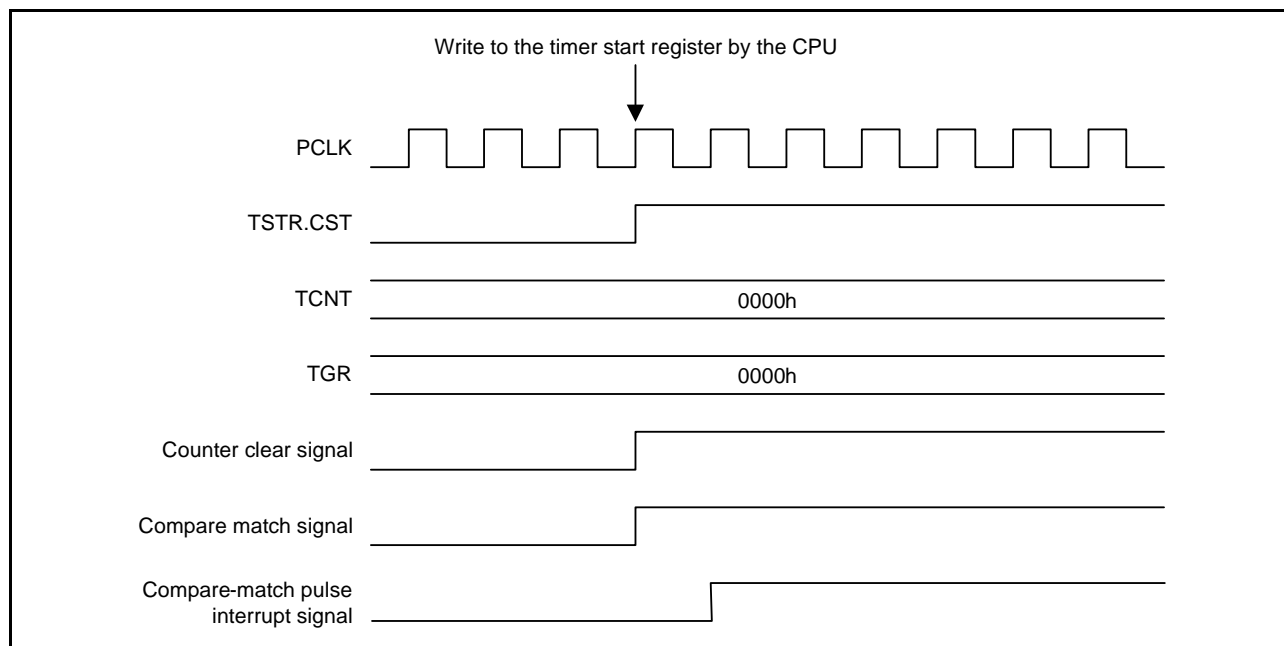 Write to the timer start register by the CPU
PCLK
TSTR.CST
TCNT
0000h
TGR
0000h
Counter clear signal
Compare match signal
Compare-match pulse
interrupt signal